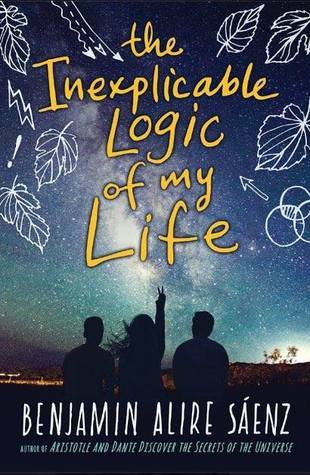 the
Inexplicable
Logic
of my
Life
BENJAMIN ALIRE SÁENZ
AUTHOR OF ARISTOTLE AND DANTE DISCOVER THE SECRETS OF THE UNIVERSE